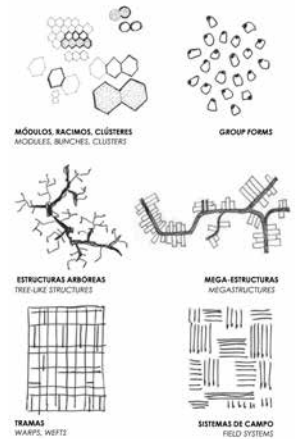 MÓDULOS, RACIMOS, CLÚSTERES
MODULES, BUNCHES, CLUSTERS
GROUP FORMS
ESTRUCTURAS ARBÓREAS
TREE-LIKE STRUCTURES
MEGA-ESTRUCTURAS
MEGASTRUCTURES
TRAMAS
WARPS, WEFTS
SISTEMAS DE CAMPO
FIELD SYSTEMS